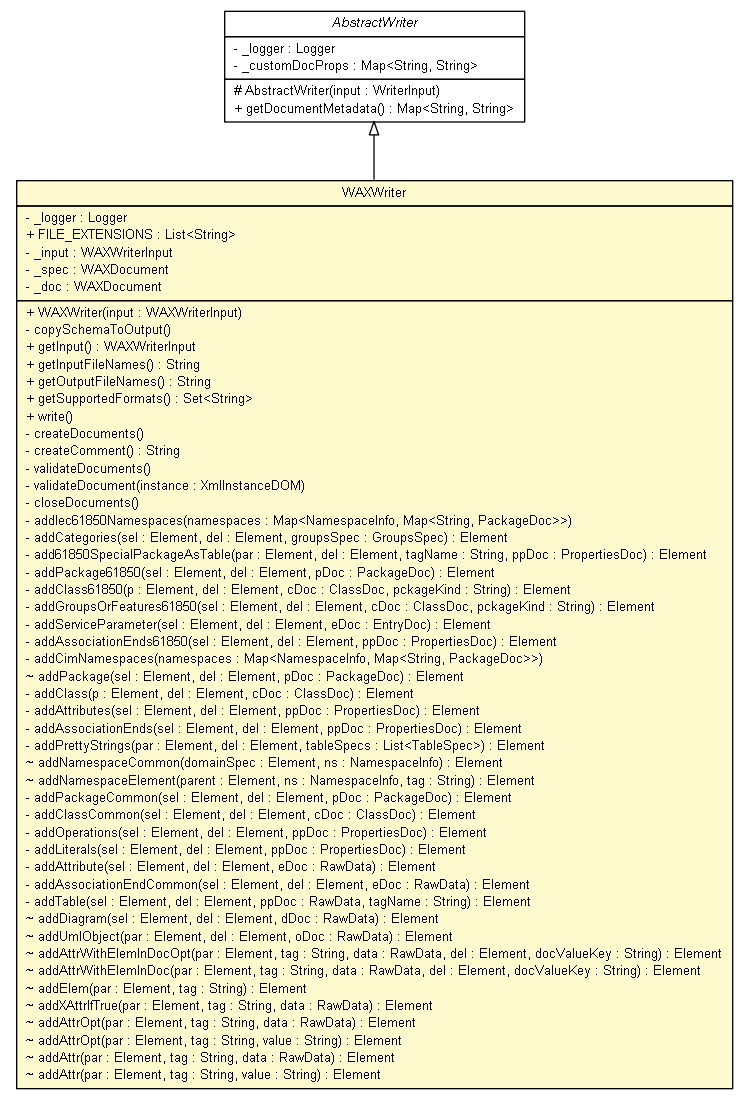 AbstractWriter
- _logger : Logger
- _customDocProps : Map<String, String>
# AbstractWriter(input : WriterInput)
+ getDocumentMetadata() : Map<String, String>
WAXWriter
- _logger : Logger
+ FILE_EXTENSIONS : List<String>
- _input : WAXWriterInput
- _spec : WAXDocument
- _doc : WAXDocument
+ WAXWriter(input : WAXWriterInput)
- copySchemaToOutput()
+ getInput() : WAXWriterInput
+ getInputFileNames() : String
+ getOutputFileNames() : String
+ getSupportedFormats() : Set<String>
+ write()
- createDocuments()
- createComment() : String
- validateDocuments()
- validateDocument(instance : XmlInstanceDOM)
- closeDocuments()
- addIec61850Namespaces(namespaces : Map<NamespaceInfo, Map<String, PackageDoc>>)
- addCategories(sel : Element, del : Element, groupsSpec : GroupsSpec) : Element
- add61850SpecialPackageAsTable(par : Element, del : Element, tagName : String, ppDoc : PropertiesDoc) : Element
- addPackage61850(sel : Element, del : Element, pDoc : PackageDoc) : Element
- addClass61850(p : Element, del : Element, cDoc : ClassDoc, pckageKind : String) : Element
- addGroupsOrFeatures61850(sel : Element, del : Element, cDoc : ClassDoc, pckageKind : String) : Element
- addServiceParameter(sel : Element, del : Element, eDoc : EntryDoc) : Element
- addAssociationEnds61850(sel : Element, del : Element, ppDoc : PropertiesDoc) : Element
- addCimNamespaces(namespaces : Map<NamespaceInfo, Map<String, PackageDoc>>)
~ addPackage(sel : Element, del : Element, pDoc : PackageDoc) : Element
- addClass(p : Element, del : Element, cDoc : ClassDoc) : Element
- addAttributes(sel : Element, del : Element, ppDoc : PropertiesDoc) : Element
- addAssociationEnds(sel : Element, del : Element, ppDoc : PropertiesDoc) : Element
- addPrettyStrings(par : Element, del : Element, tableSpecs : List<TableSpec>) : Element
~ addNamespaceCommon(domainSpec : Element, ns : NamespaceInfo) : Element
~ addNamespaceElement(parent : Element, ns : NamespaceInfo, tag : String) : Element
- addPackageCommon(sel : Element, del : Element, pDoc : PackageDoc) : Element
- addClassCommon(sel : Element, del : Element, cDoc : ClassDoc) : Element
- addOperations(sel : Element, del : Element, ppDoc : PropertiesDoc) : Element
- addLiterals(sel : Element, del : Element, ppDoc : PropertiesDoc) : Element
- addAttribute(sel : Element, del : Element, eDoc : RawData) : Element
- addAssociationEndCommon(sel : Element, del : Element, eDoc : RawData) : Element
- addTable(sel : Element, del : Element, ppDoc : RawData, tagName : String) : Element
~ addDiagram(sel : Element, del : Element, dDoc : RawData) : Element
~ addUmlObject(par : Element, del : Element, oDoc : RawData) : Element
~ addAttrWithElemInDocOpt(par : Element, tag : String, data : RawData, del : Element, docValueKey : String) : Element
~ addAttrWithElemInDoc(par : Element, tag : String, data : RawData, del : Element, docValueKey : String) : Element
~ addElem(par : Element, tag : String) : Element
~ addXAttrIfTrue(par : Element, tag : String, data : RawData) : Element
~ addAttrOpt(par : Element, tag : String, data : RawData) : Element
~ addAttrOpt(par : Element, tag : String, value : String) : Element
~ addAttr(par : Element, tag : String, data : RawData) : Element
~ addAttr(par : Element, tag : String, value : String) : Element